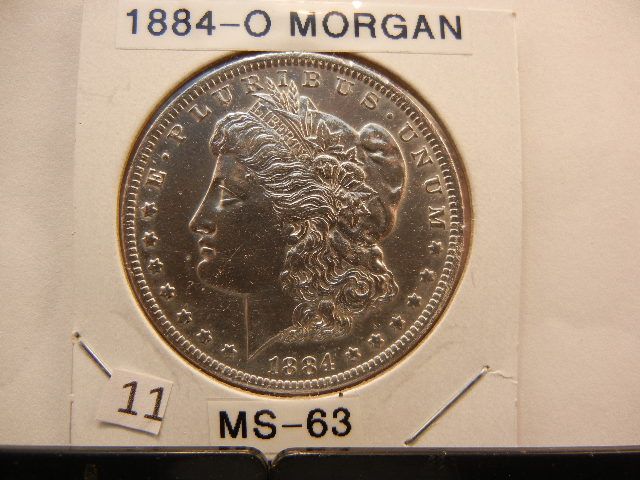 1884-O MORGAN
E·PLURIBUS·UNUM
LIBERTY
1884
11
MS-63